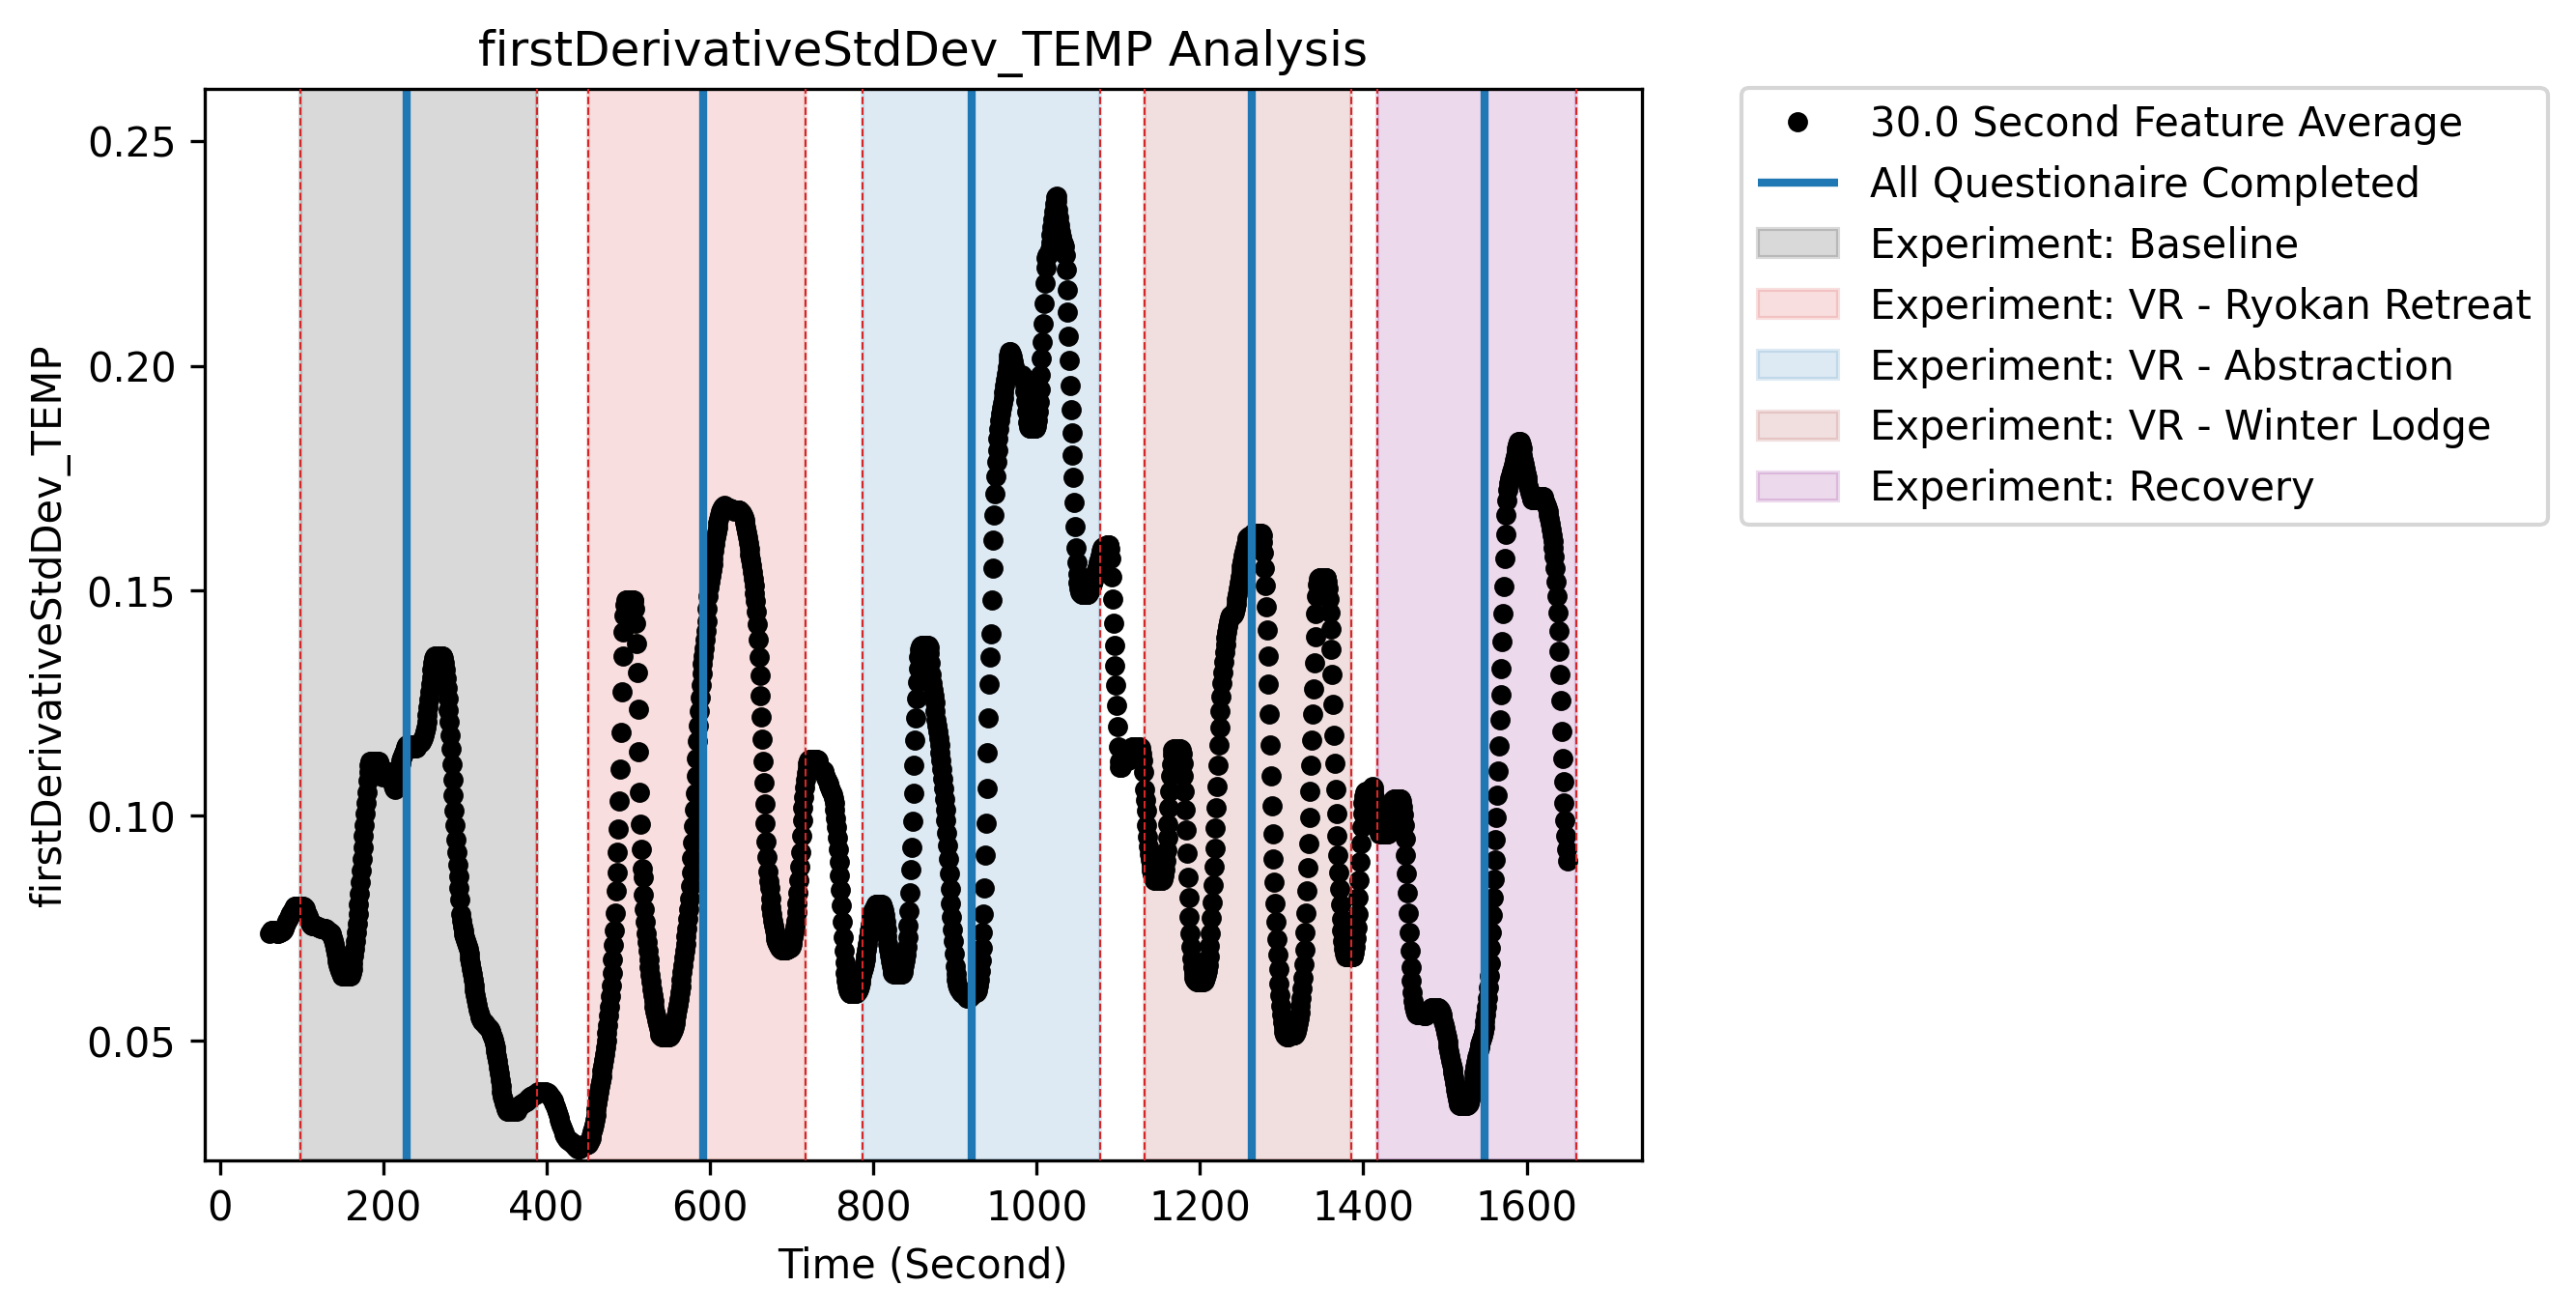 firstDerivativeStdDev_TEMP Analysis
firstDerivativeStdDev_TEMP
0.25
0.20
0.15
0.10
0.05
0 200 400 600 800 1000 1200 1400 1600
Time (Second)
30.0 Second Feature Average
All Questionaire Completed
Experiment: Baseline
Experiment: VR - Ryokan Retreat
Experiment: VR - Abstraction
Experiment: VR - Winter Lodge
Experiment: Recovery